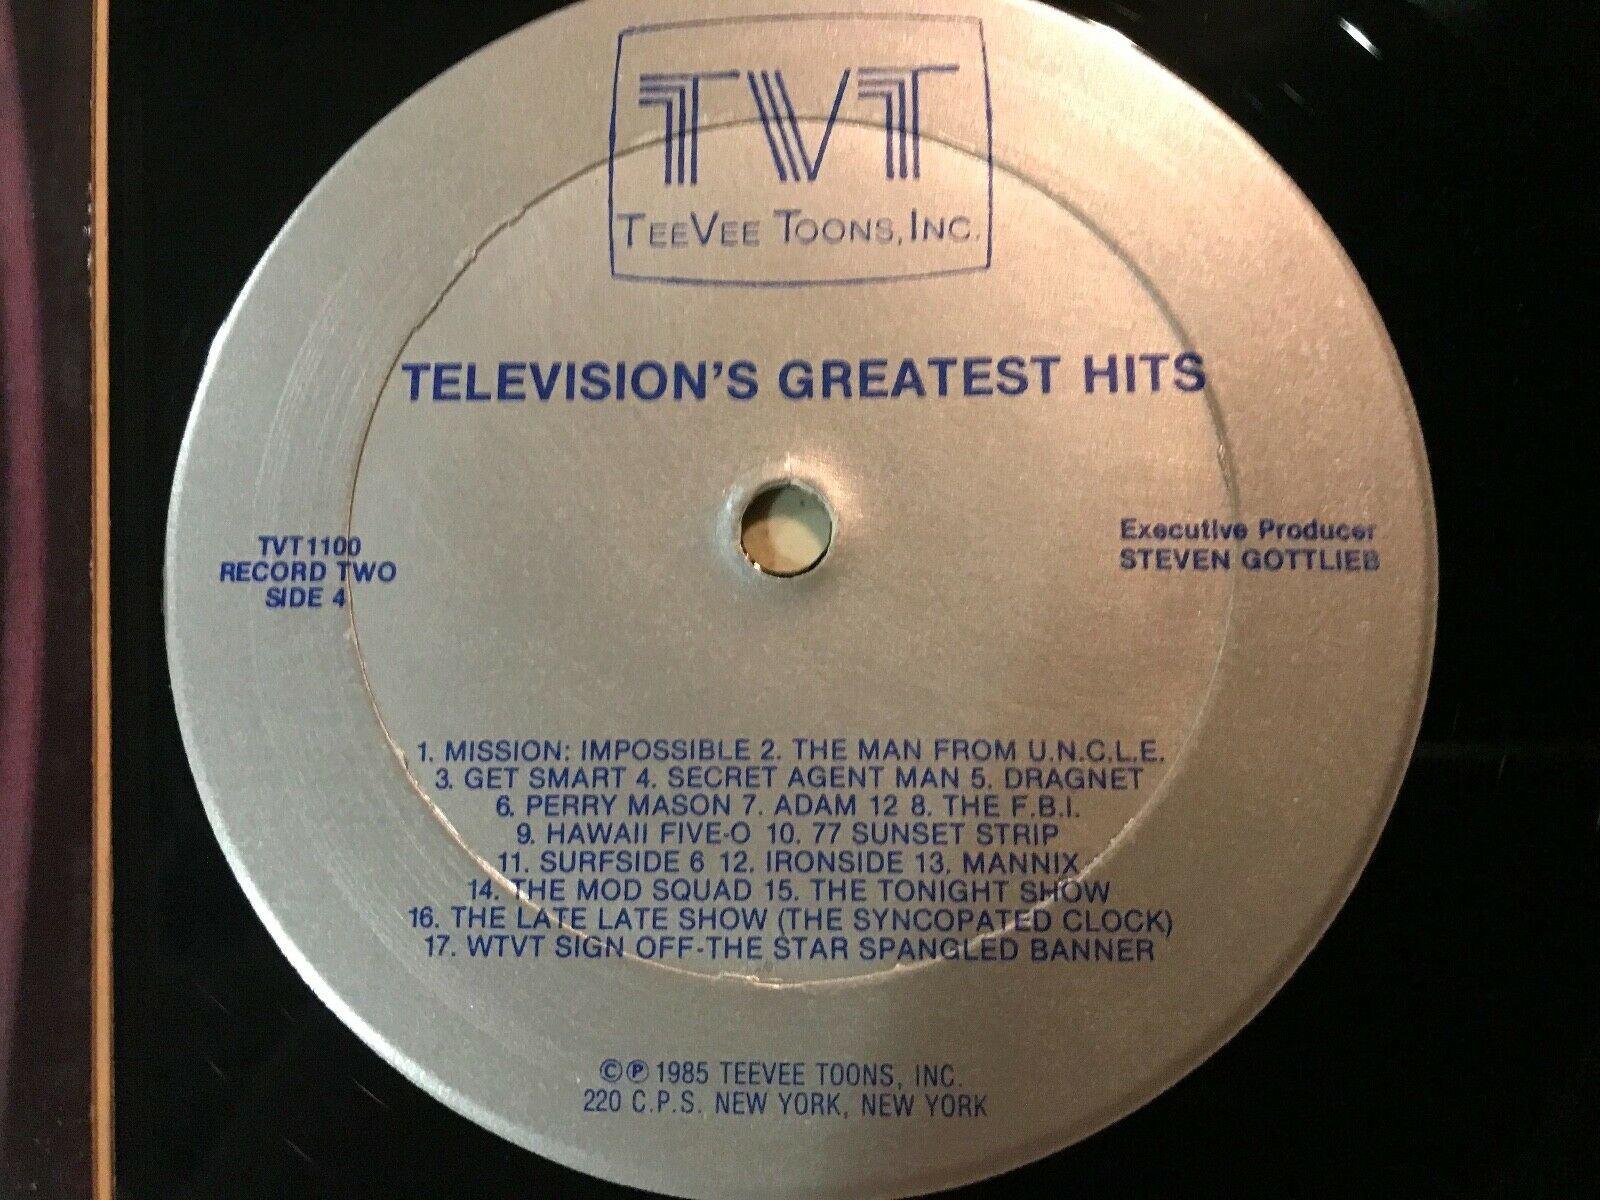 TVT
TEEVEE TOONS, INC.
TELEVISION'S GREATEST HITS
TVT 1100
RECORD TWO
SIDE 4
Executive Producer
STEVEN GOTTLIEB
1. MISSION: IMPOSSIBLE 2. THE MAN FROM U.N.C.L.E.
3. GET SMART 4. SECRET AGENT MAN 5. DRAGNET
6. PERRY MASON 7. ADAM 12 8. THE F.B.I.
9. HAWAII FIVE-O 10. 77 SUNSET STRIP
11. SURFSIDE 6 12. IRONSIDE 13. MANNIX
14. THE MOD SQUAD 15. THE TONIGHT SHOW
16. THE LATE LATE SHOW (THE SYNCOPATED CLOCK)
17. WTVT SIGN OFF-THE STAR SPANGLED BANNER
©℗ 1985 TEEVEE TOONS, INC.
220 C.P.S. NEW YORK, NEW YORK